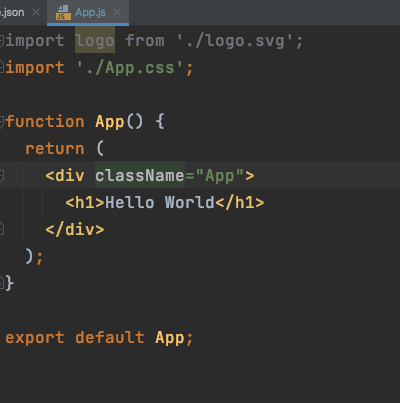 .json
App.js
import logo from './logo.svg';
import './App.css';
function App() {
return (
<div className="App">
<h1>Hello World</h1>
</div>
);
}
export default App;